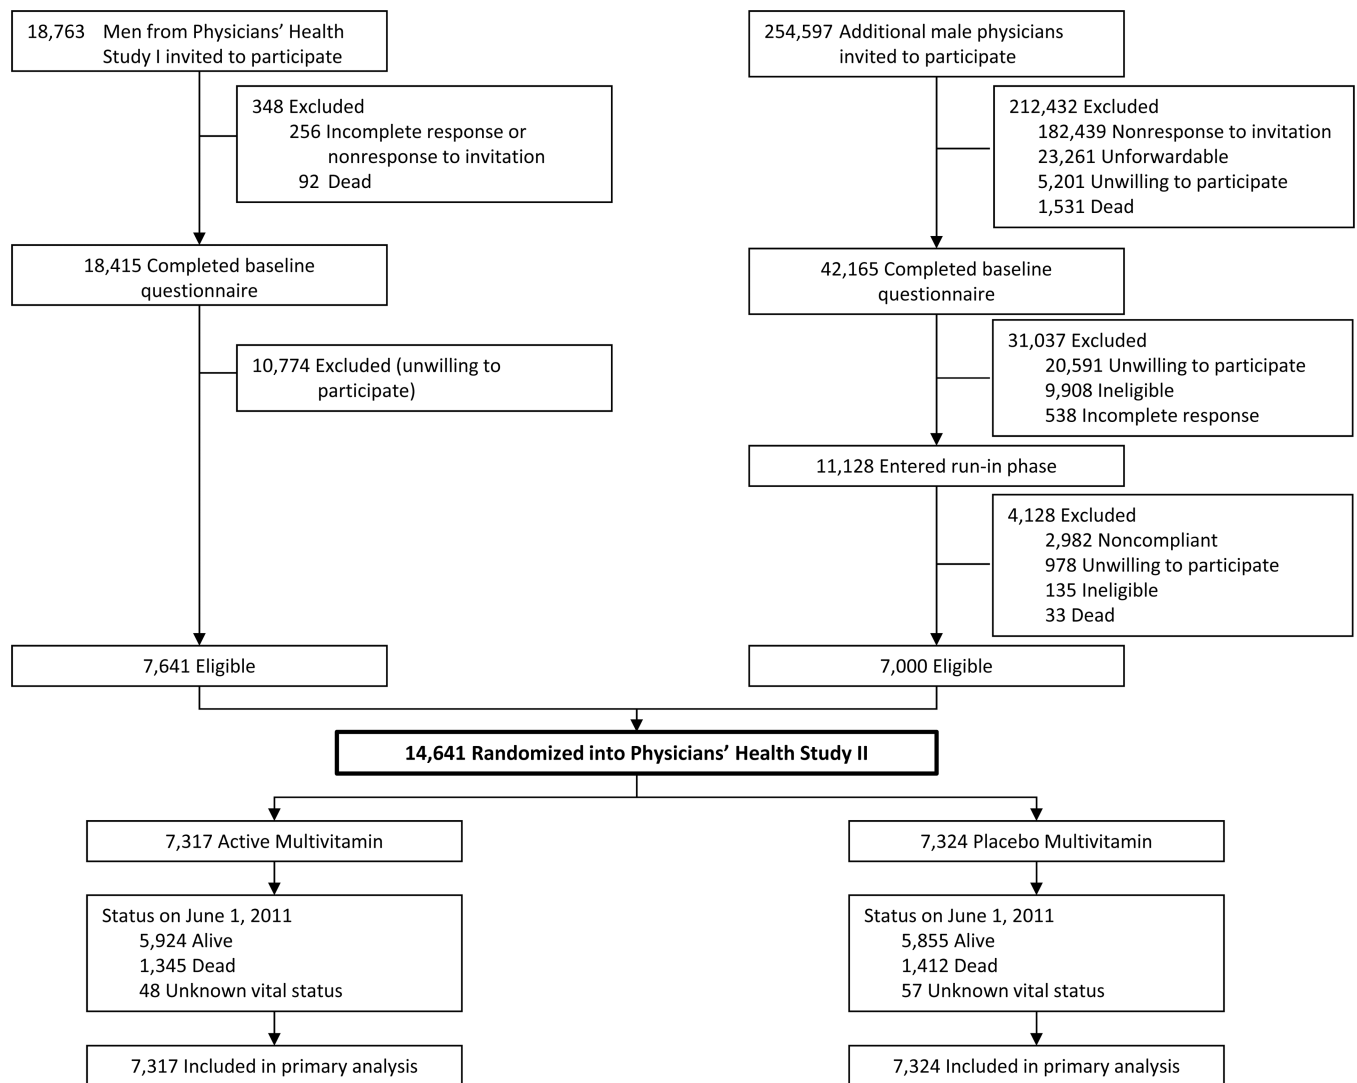 18,763 Men from Physicians’ Health
Study I invited to participate
348 Excluded
256 Incomplete response or
nonresponse to invitation
92 Dead
18,415 Completed baseline
questionnaire
10,774 Excluded (unwilling to
participate)
7,641 Eligible
254,597 Additional male physicians
invited to participate
212,432 Excluded
182,439 Nonresponse to invitation
23,261 Unforwardable
5,201 Unwilling to participate
1,531 Dead
42,165 Completed baseline
questionnaire
31,037 Excluded
20,591 Unwilling to participate
9,908 Ineligible
538 Incomplete response
11,128 Entered run-in phase
4,128 Excluded
2,982 Noncompliant
978 Unwilling to participate
135 Ineligible
33 Dead
7,000 Eligible
14,641 Randomized into Physicians’ Health Study II
7,317 Active Multivitamin
Status on June 1, 2011
5,924 Alive
1,345 Dead
48 Unknown vital status
7,317 Included in primary analysis
7,324 Placebo Multivitamin
Status on June 1, 2011
5,855 Alive
1,412 Dead
57 Unknown vital status
7,324 Included in primary analysis